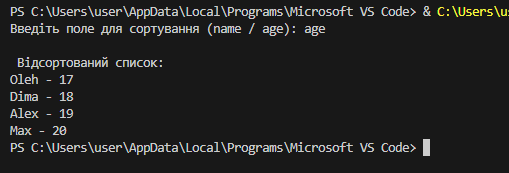 PS C:\Users\user\AppData\Local\Programs\Microsoft VS Code> & C:\Users\us
Введіть поле для сортування (name / age): age
Відсортований список:
Oleh - 17
Dima - 18
Alex - 19
Max - 20
PS C:\Users\user\AppData\Local\Programs\Microsoft VS Code>